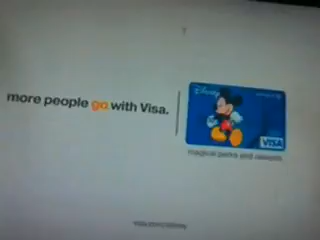 more people go with Visa.
Disney
VISA
magical perks and rewards